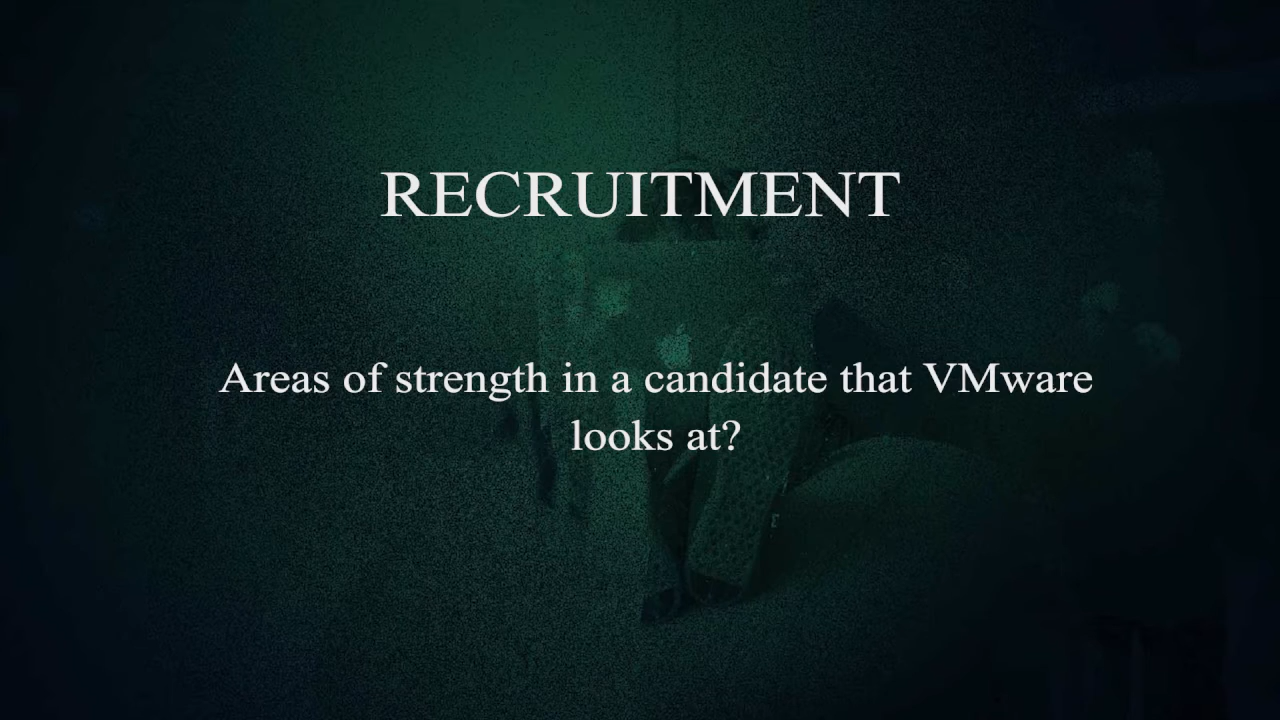 RECRUITMENT
Areas of strength in a candidate that VMware
looks at?